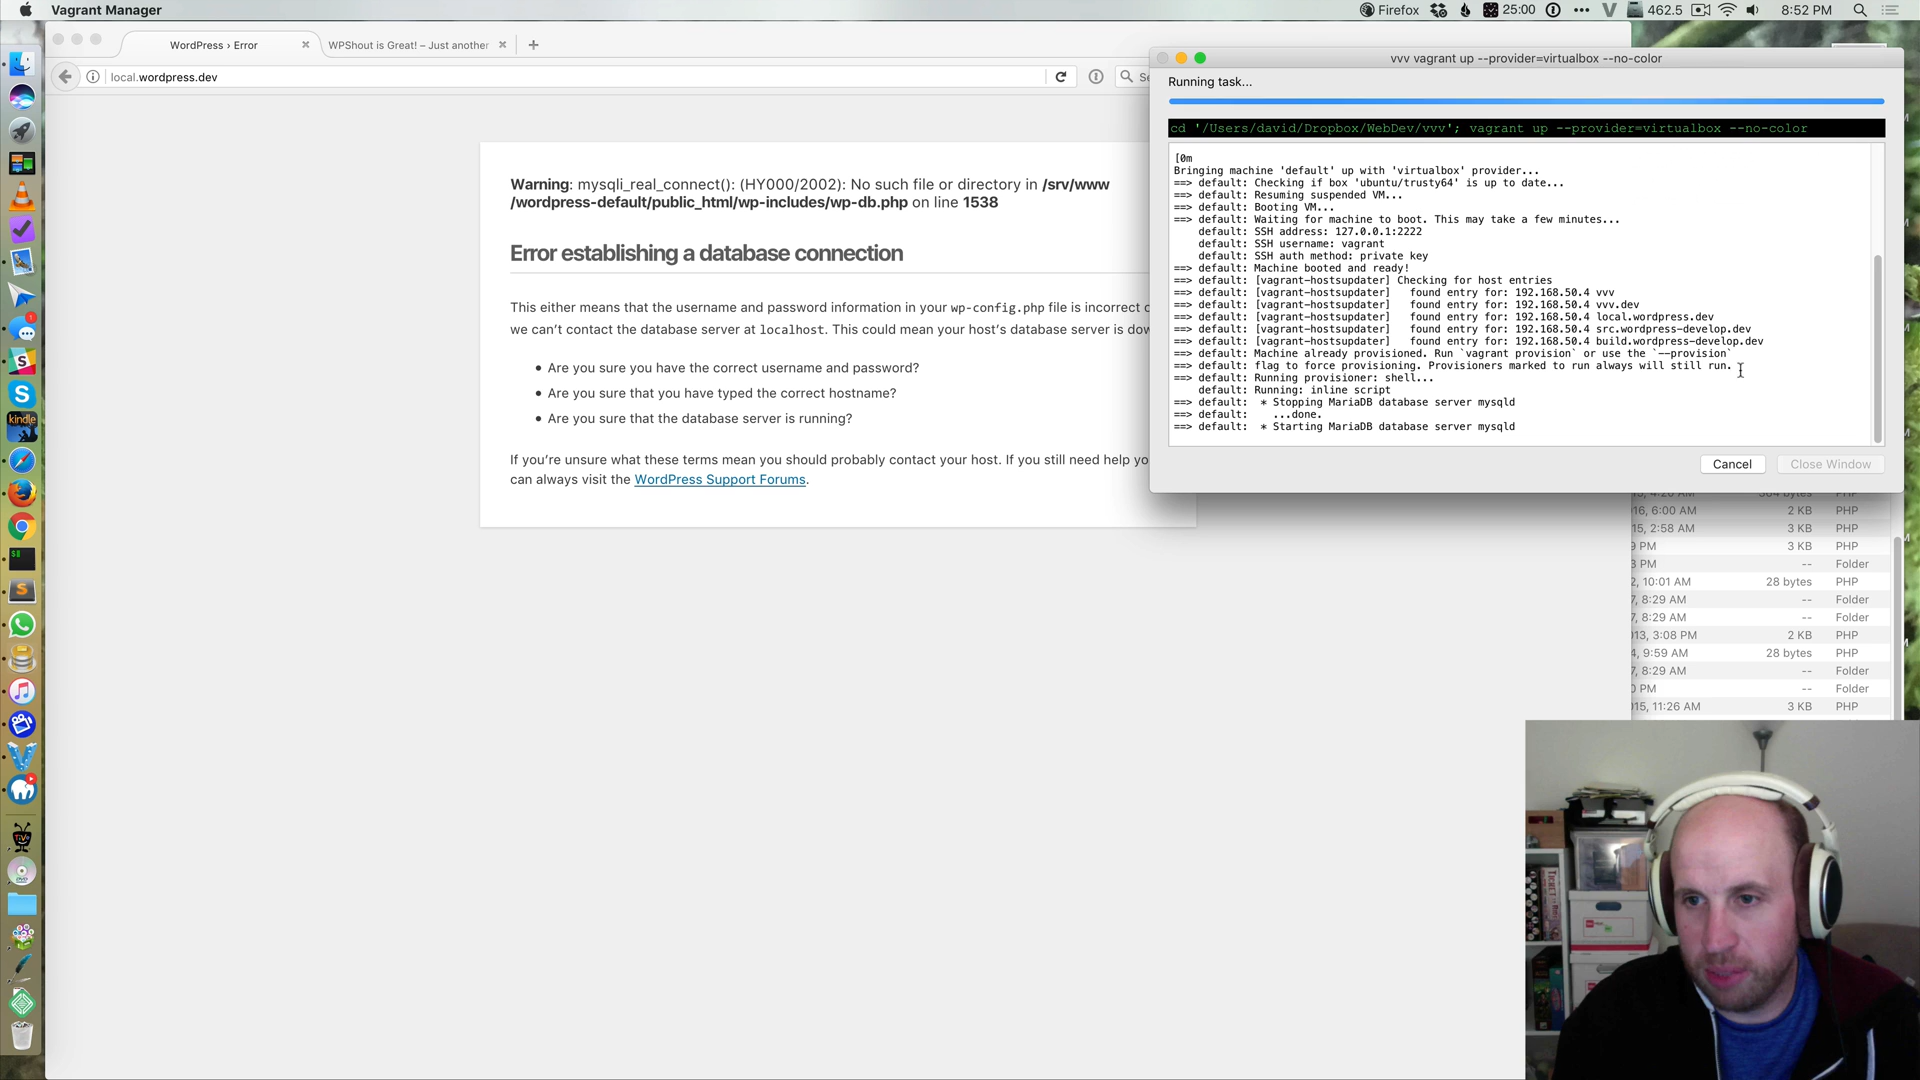 Vagrant Manager
Firefox
25:00
462.5
8:52 PM
WordPress › Error
WPShout is Great! – Just another
local.wordpress.dev
Se
Warning: mysqli_real_connect(): (HY000/2002): No such file or directory in /srv/www
/wordpress-default/public_html/wp-includes/wp-db.php on line 1538
Error establishing a database connection
This either means that the username and password information in your wp-config.php file is incorrect
we can’t contact the database server at localhost. This could mean your host’s database server is
Are you sure you have the correct username and password?
Are you sure that you have typed the correct hostname?
Are you sure that the database server is running?
If you’re unsure what these terms mean you should probably contact your host. If you still need help
can always visit the WordPress Support Forums.
vvv vagrant up --provider=virtualbox --no-color
Running task...
cd '/Users/david/Dropbox/WebDev/vvv'; vagrant up --provider=virtualbox --no-color
[0m
Bringing machine 'default' up with 'virtualbox' provider...
==> default: Checking if box 'ubuntu/trusty64' is up to date...
==> default: Resuming suspended VM...
==> default: Booting VM...
==> default: Waiting for machine to boot. This may take a few minutes...
default: SSH address: 127.0.0.1:2222
default: SSH username: vagrant
default: SSH auth method: private key
==> default: Machine booted and ready!
==> default: [vagrant-hostsupdater] Checking for host entries
==> default: [vagrant-hostsupdater]   found entry for: 192.168.50.4 vvv
==> default: [vagrant-hostsupdater]   found entry for: 192.168.50.4 vvv.dev
==> default: [vagrant-hostsupdater]   found entry for: 192.168.50.4 local.wordpress.dev
==> default: [vagrant-hostsupdater]   found entry for: 192.168.50.4 src.wordpress-develop.dev
==> default: [vagrant-hostsupdater]   found entry for: 192.168.50.4 build.wordpress-develop.dev
==> default: Machine already provisioned. Run `vagrant provision` or use the `--provision`
==> default: flag to force provisioning. Provisioners marked to run always will still run.
==> default: Running provisioner: shell...
default: Running: inline script
==> default:  * Stopping MariaDB database server mysqld
==> default:    ...done.
==> default:  * Starting MariaDB database server mysqld
Cancel
Close Window
6:00 AM 2 KB PHP
2:58 AM 3 KB PHP
PM 3 KB PHP
PM -- Folder
10:01 AM 28 bytes PHP
8:29 AM -- Folder
8:29 AM -- Folder
3:08 PM 2 KB PHP
9:59 AM 28 bytes PHP
8:29 AM -- Folder
PM -- Folder
11:26 AM 3 KB PHP
kindle
TiVo